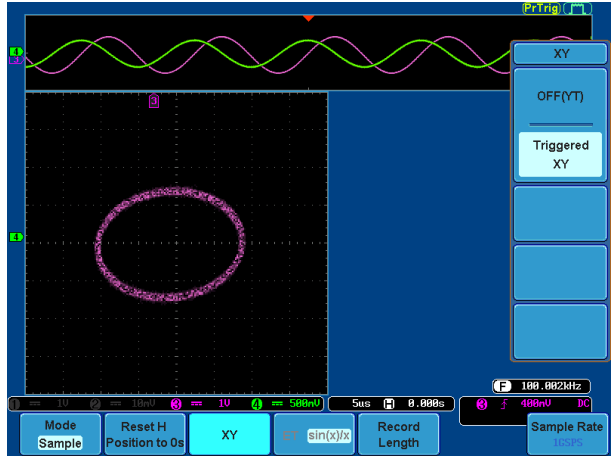 PrTrig
4
3
XY
3
OFF(YT)
Triggered
XY
4
F 100.002kHz
1 1V 2 10mV 3 1V 4 500mV 5us H 0.000s 3 400mV DC
Mode
Sample
Reset H
Position to 0s
XY
sin(x)/x
Record
Length
Sample Rate
1GSPS